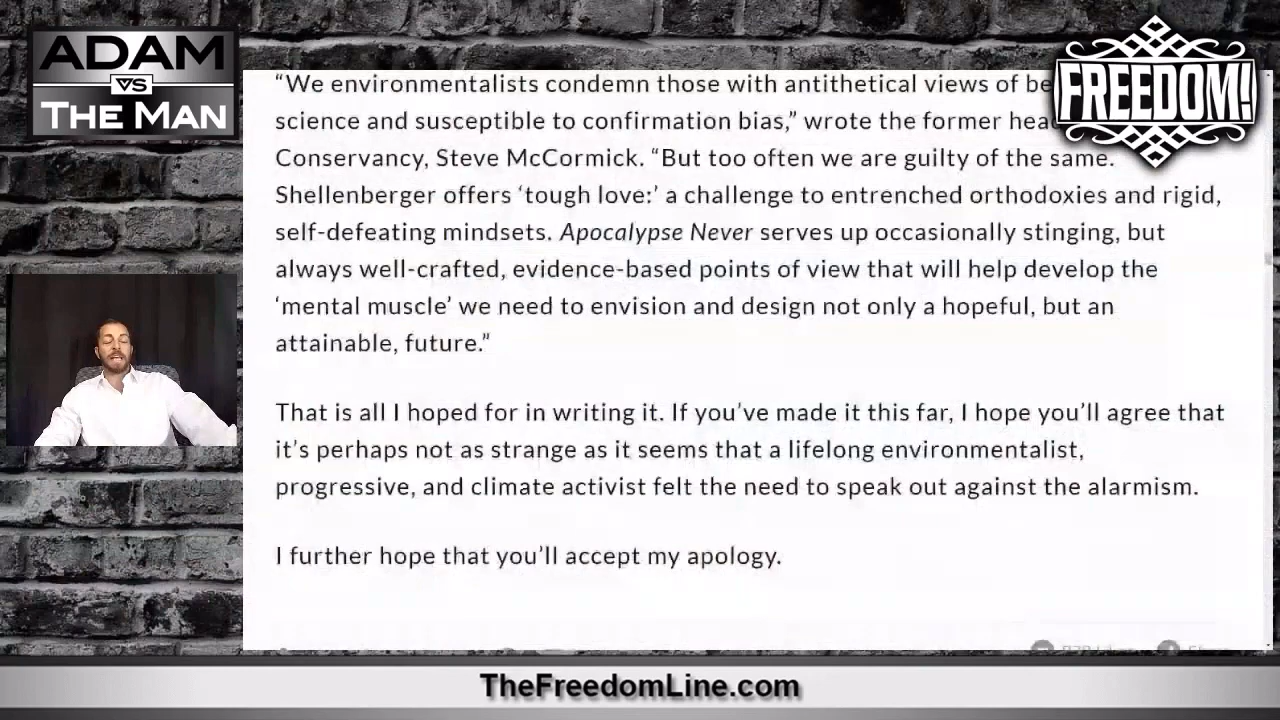 ADAM
VS
THE MAN
FREEDOM!
“We environmentalists condemn those with antithetical views of
science and susceptible to confirmation bias,” wrote the former
Conservancy, Steve McCormick. “But too often we are guilty of the same.
Shellenberger offers ‘tough love:’ a challenge to entrenched orthodoxies and rigid,
self-defeating mindsets. Apocalypse Never serves up occasionally stinging, but
always well-crafted, evidence-based points of view that will help develop the
‘mental muscle’ we need to envision and design not only a hopeful, but an
attainable, future.”
That is all I hoped for in writing it. If you’ve made it this far, I hope you’ll agree that
it’s perhaps not as strange as it seems that a lifelong environmentalist,
progressive, and climate activist felt the need to speak out against the alarmism.
I further hope that you’ll accept my apology.
TheFreedomLine.com